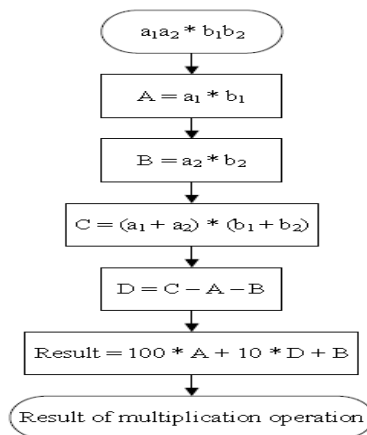 a₁a₂ * b₁b₂
A = a₁ * b₁
B = a₂ * b₂
C = (a₁ + a₂) * (b₁ + b₂)
D = C − A − B
Result = 100 * A + 10 * D + B
Result of multiplication operation